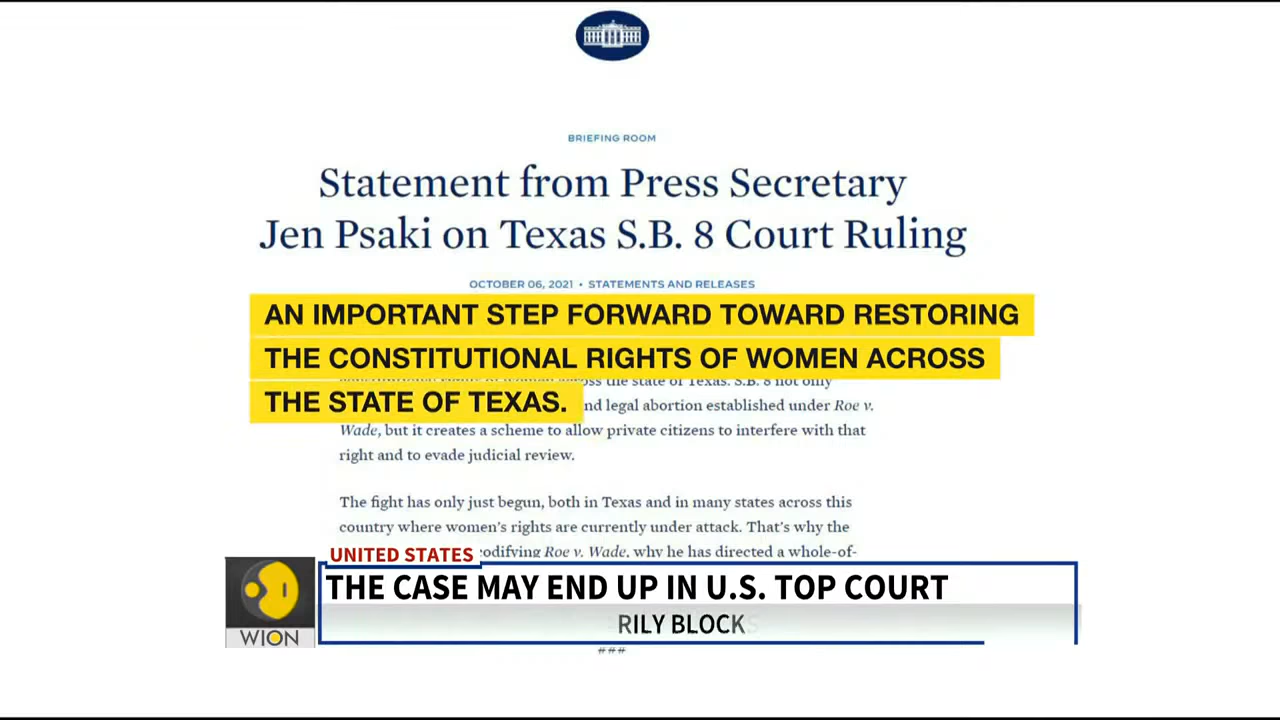 BRIEFING ROOM
Statement from Press Secretary
Jen Psaki on Texas S.B. 8 Court Ruling
OCTOBER 06, 2021 • STATEMENTS AND RELEASES
AN IMPORTANT STEP FORWARD TOWARD RESTORING
THE CONSTITUTIONAL RIGHTS OF WOMEN ACROSS
THE STATE OF TEXAS.
the state of Texas. S.B. 8 not only
nd legal abortion established under Roe v.
Wade, but it creates a scheme to allow private citizens to interfere with that
right and to evade judicial review.
The fight has only just begun, both in Texas and in many states across this
country where women's rights are currently under attack. That's why the
codifying Roe v. Wade, why he has directed a whole-of-
UNITED STATES
THE CASE MAY END UP IN U.S. TOP COURT
RILY BLOCK
WION
###